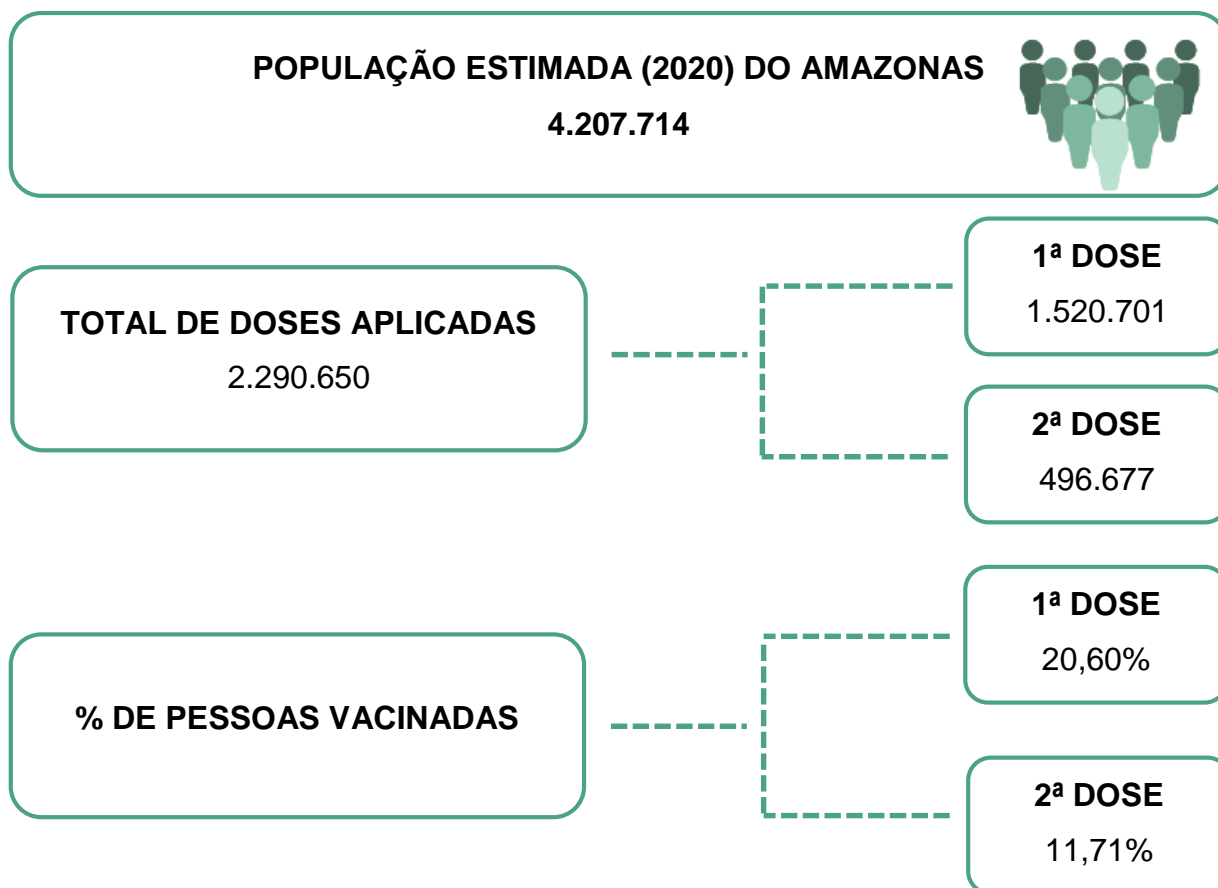 POPULAÇÃO ESTIMADA (2020) DO AMAZONAS
4.207.714
TOTAL DE DOSES APLICADAS
2.290.650
1ª DOSE
1.520.701
2ª DOSE
496.677
% DE PESSOAS VACINADAS
1ª DOSE
20,60%
2ª DOSE
11,71%